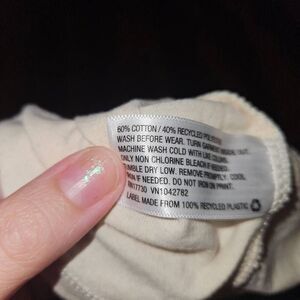 60% COTTON / 40% RECYCLED POLYESTER
WASH BEFORE WEAR. TURN GARMENT INSIDE OUT.
MACHINE WASH COLD WITH LIKE COLORS.
ONLY NON CHLORINE BLEACH IF NEEDED.
TUMBLE DRY LOW. REMOVE PROMPTLY. COOL
IRON IF NEEDED. DO NOT IRON ON PRINT.
RN17730 VN1042782
LABEL MADE FROM 100% RECYCLED PLASTIC